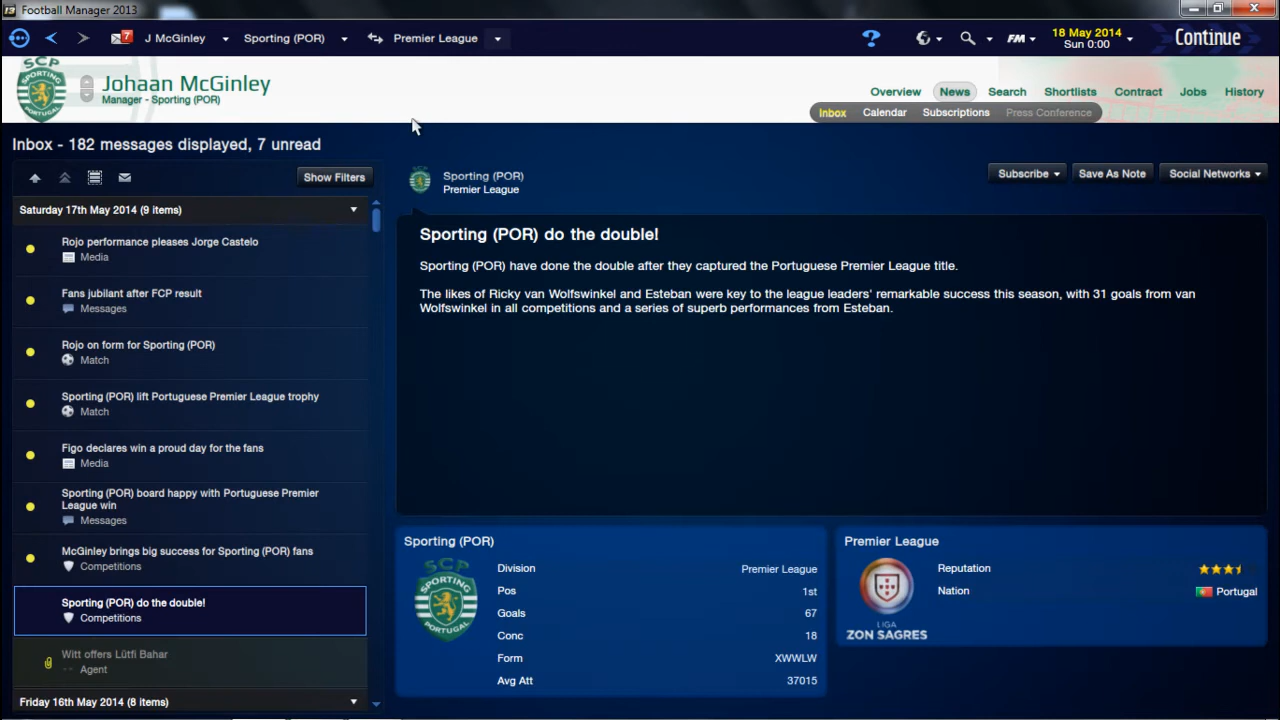 Football Manager 2013
7
J McGinley
Sporting (POR)
Premier League
?
FM
18 May 2014
Sun 0:00
Continue
SCP
SPORTING
PORTUGAL
Johaan McGinley
Manager - Sporting (POR)
Overview
News
Search
Shortlists
Contract
Jobs
History
Inbox
Calendar
Subscriptions
Press Conference
Inbox - 182 messages displayed, 7 unread
Show Filters
Saturday 17th May 2014 (9 items)
Rojo performance pleases Jorge Castelo
Media
Fans jubilant after FCP result
Messages
Rojo on form for Sporting (POR)
Match
Sporting (POR) lift Portuguese Premier League trophy
Match
Figo declares win a proud day for the fans
Media
Sporting (POR) board happy with Portuguese Premier
League win
Messages
McGinley brings big success for Sporting (POR) fans
Competitions
Sporting (POR) do the double!
Competitions
Witt offers Lütfi Bahar
Agent
Friday 16th May 2014 (8 items)
Sporting (POR)
Premier League
Subscribe
Save As Note
Social Networks
Sporting (POR) do the double!
Sporting (POR) have done the double after they captured the Portuguese Premier League title.
The likes of Ricky van Wolfswinkel and Esteban were key to the league leaders' remarkable success this season, with 31 goals from van
Wolfswinkel in all competitions and a series of superb performances from Esteban.
Sporting (POR)
SCP
SPORTING
PORTUGAL
Division Premier League
Pos 1st
Goals 67
Conc 18
Form XWWLW
Avg Att 37015
Premier League
LIGA
ZON SAGRES
Reputation
Nation Portugal